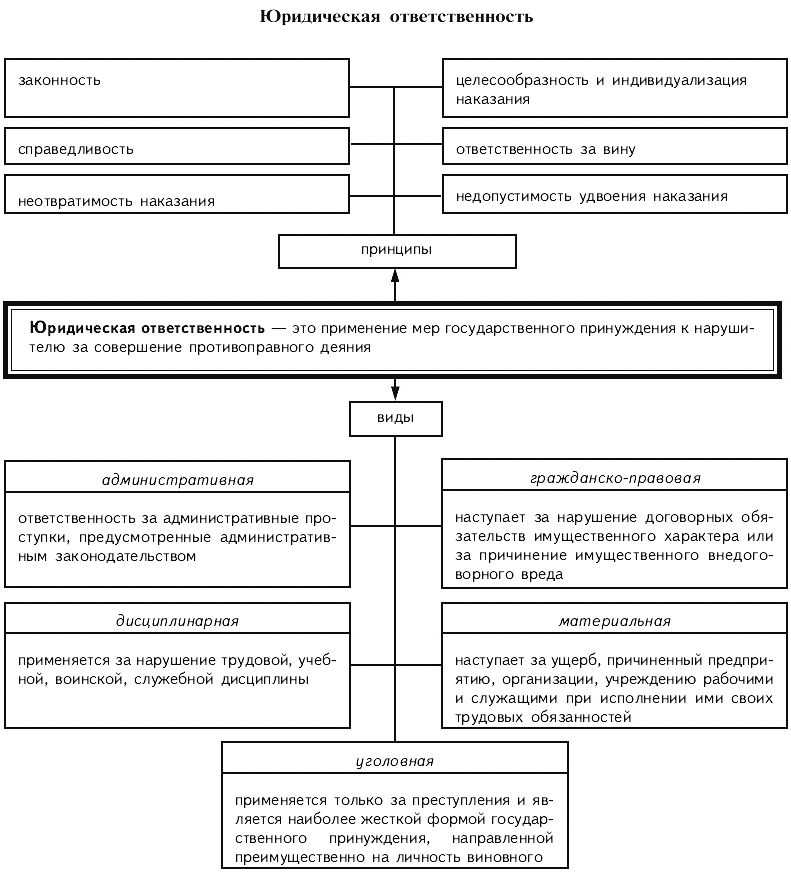 Юридическая ответственность
законность
целесообразность и индивидуализация
наказания
справедливость
ответственность за вину
неотвратимость наказания
недопустимость удвоения наказания
принципы
Юридическая ответственность — это применение мер государственного принуждения к наруши-
телю за совершение противоправного деяния
виды
административная
ответственность за административные про-
ступки, предусмотренные административ-
ным законодательством
гражданско-правовая
наступает за нарушение договорных обя-
зательств имущественного характера или
за причинение имущественного внедого-
ворного вреда
дисциплинарная
применяется за нарушение трудовой, учеб-
ной, воинской, служебной дисциплины
материальная
наступает за ущерб, причиненный предпри-
ятию, организации, учреждению рабочими
и служащими при исполнении ими своих
трудовых обязанностей
уголовная
применяется только за преступления и яв-
ляется наиболее жесткой формой государ-
ственного принуждения, направленной
преимущественно на личность виновного